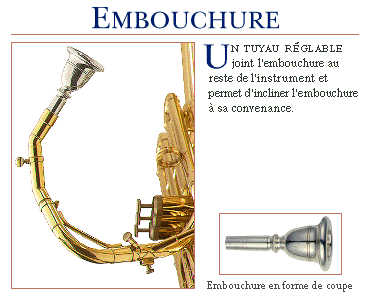 EMBOUCHURE
UN TUYAU RÉGLABLE
joint l'embouchure au
reste de l'instrument et
permet d'incliner l'embouchure
à sa convenance.
Embouchure en forme de coupe